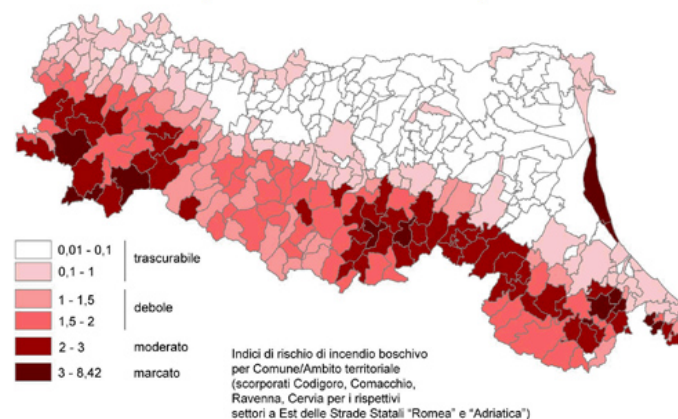 0,01 - 0,1
0,1 - 1
trascurabile
1 - 1,5
1,5 - 2
debole
2 - 3
moderato
3 - 8,42
marcato
Indici di rischio di incendio boschivo
per Comune/Ambito territoriale
(scorporati Codigoro, Comacchio,
Ravenna, Cervia per i rispettivi
settori a Est delle Strade Statali "Romea" e "Adriatica")